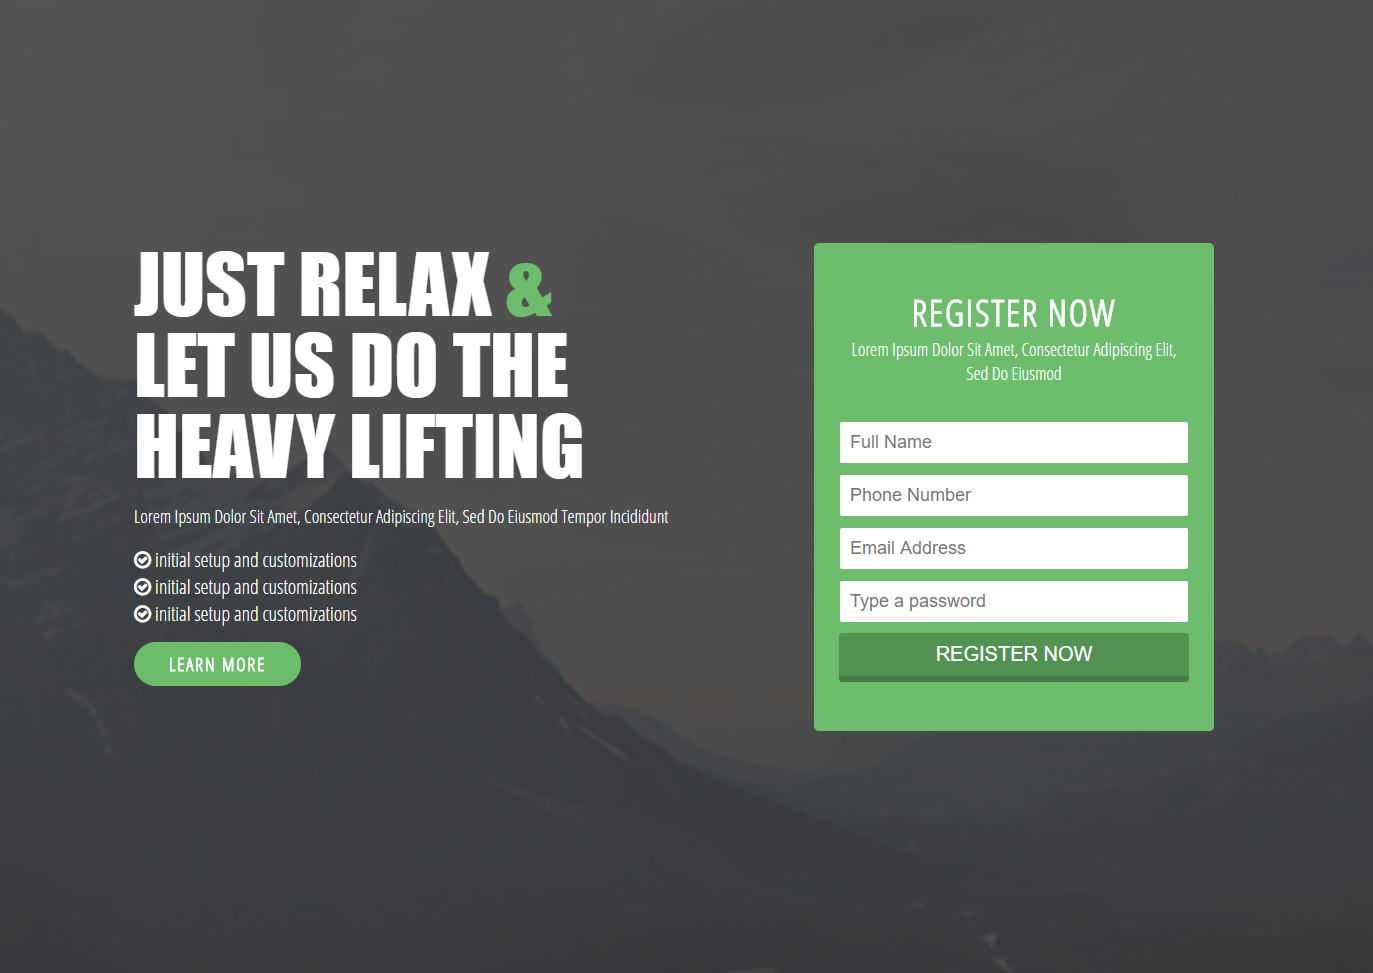 JUST RELAX &
LET US DO THE
HEAVY LIFTING
Lorem Ipsum Dolor Sit Amet, Consectetur Adipiscing Elit, Sed Do Eiusmod Tempor Incididunt
initial setup and customizations
initial setup and customizations
initial setup and customizations
LEARN MORE
REGISTER NOW
Lorem Ipsum Dolor Sit Amet, Consectetur Adipiscing Elit,
Sed Do Eiusmod
Full Name
Phone Number
Email Address
Type a password
REGISTER NOW